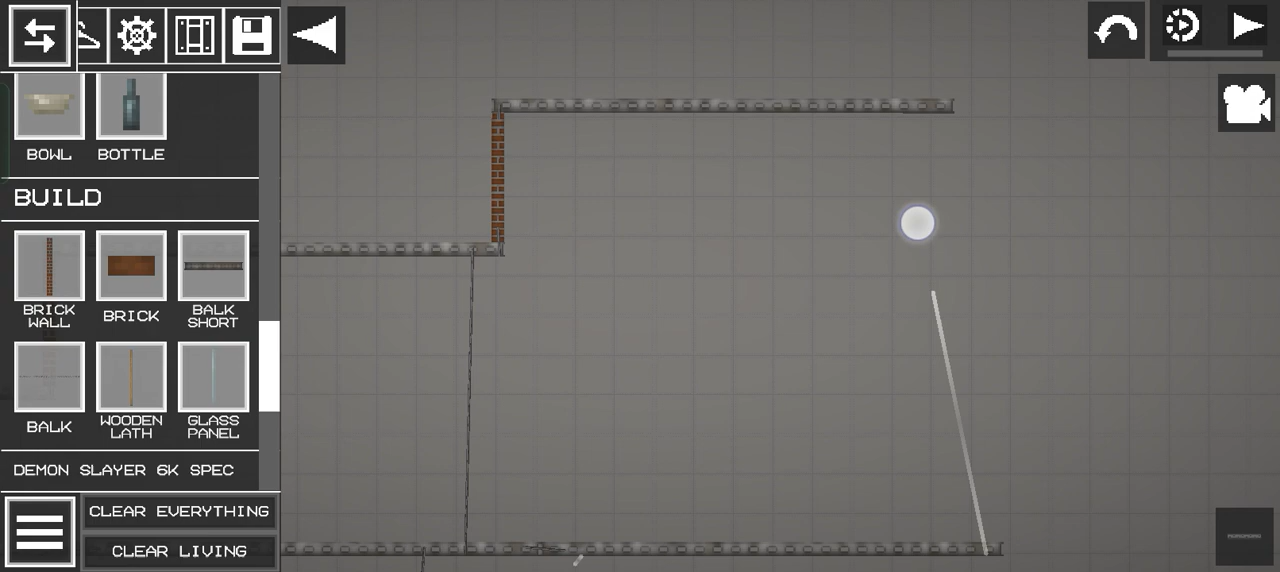 BOWL BOTTLE
BUILD
BRICK WALL BRICK BALK SHORT
BALK WOODEN LATH GLASS PANEL
DEMON SLAYER 6K SPEC
CLEAR EVERYTHING
CLEAR LIVING